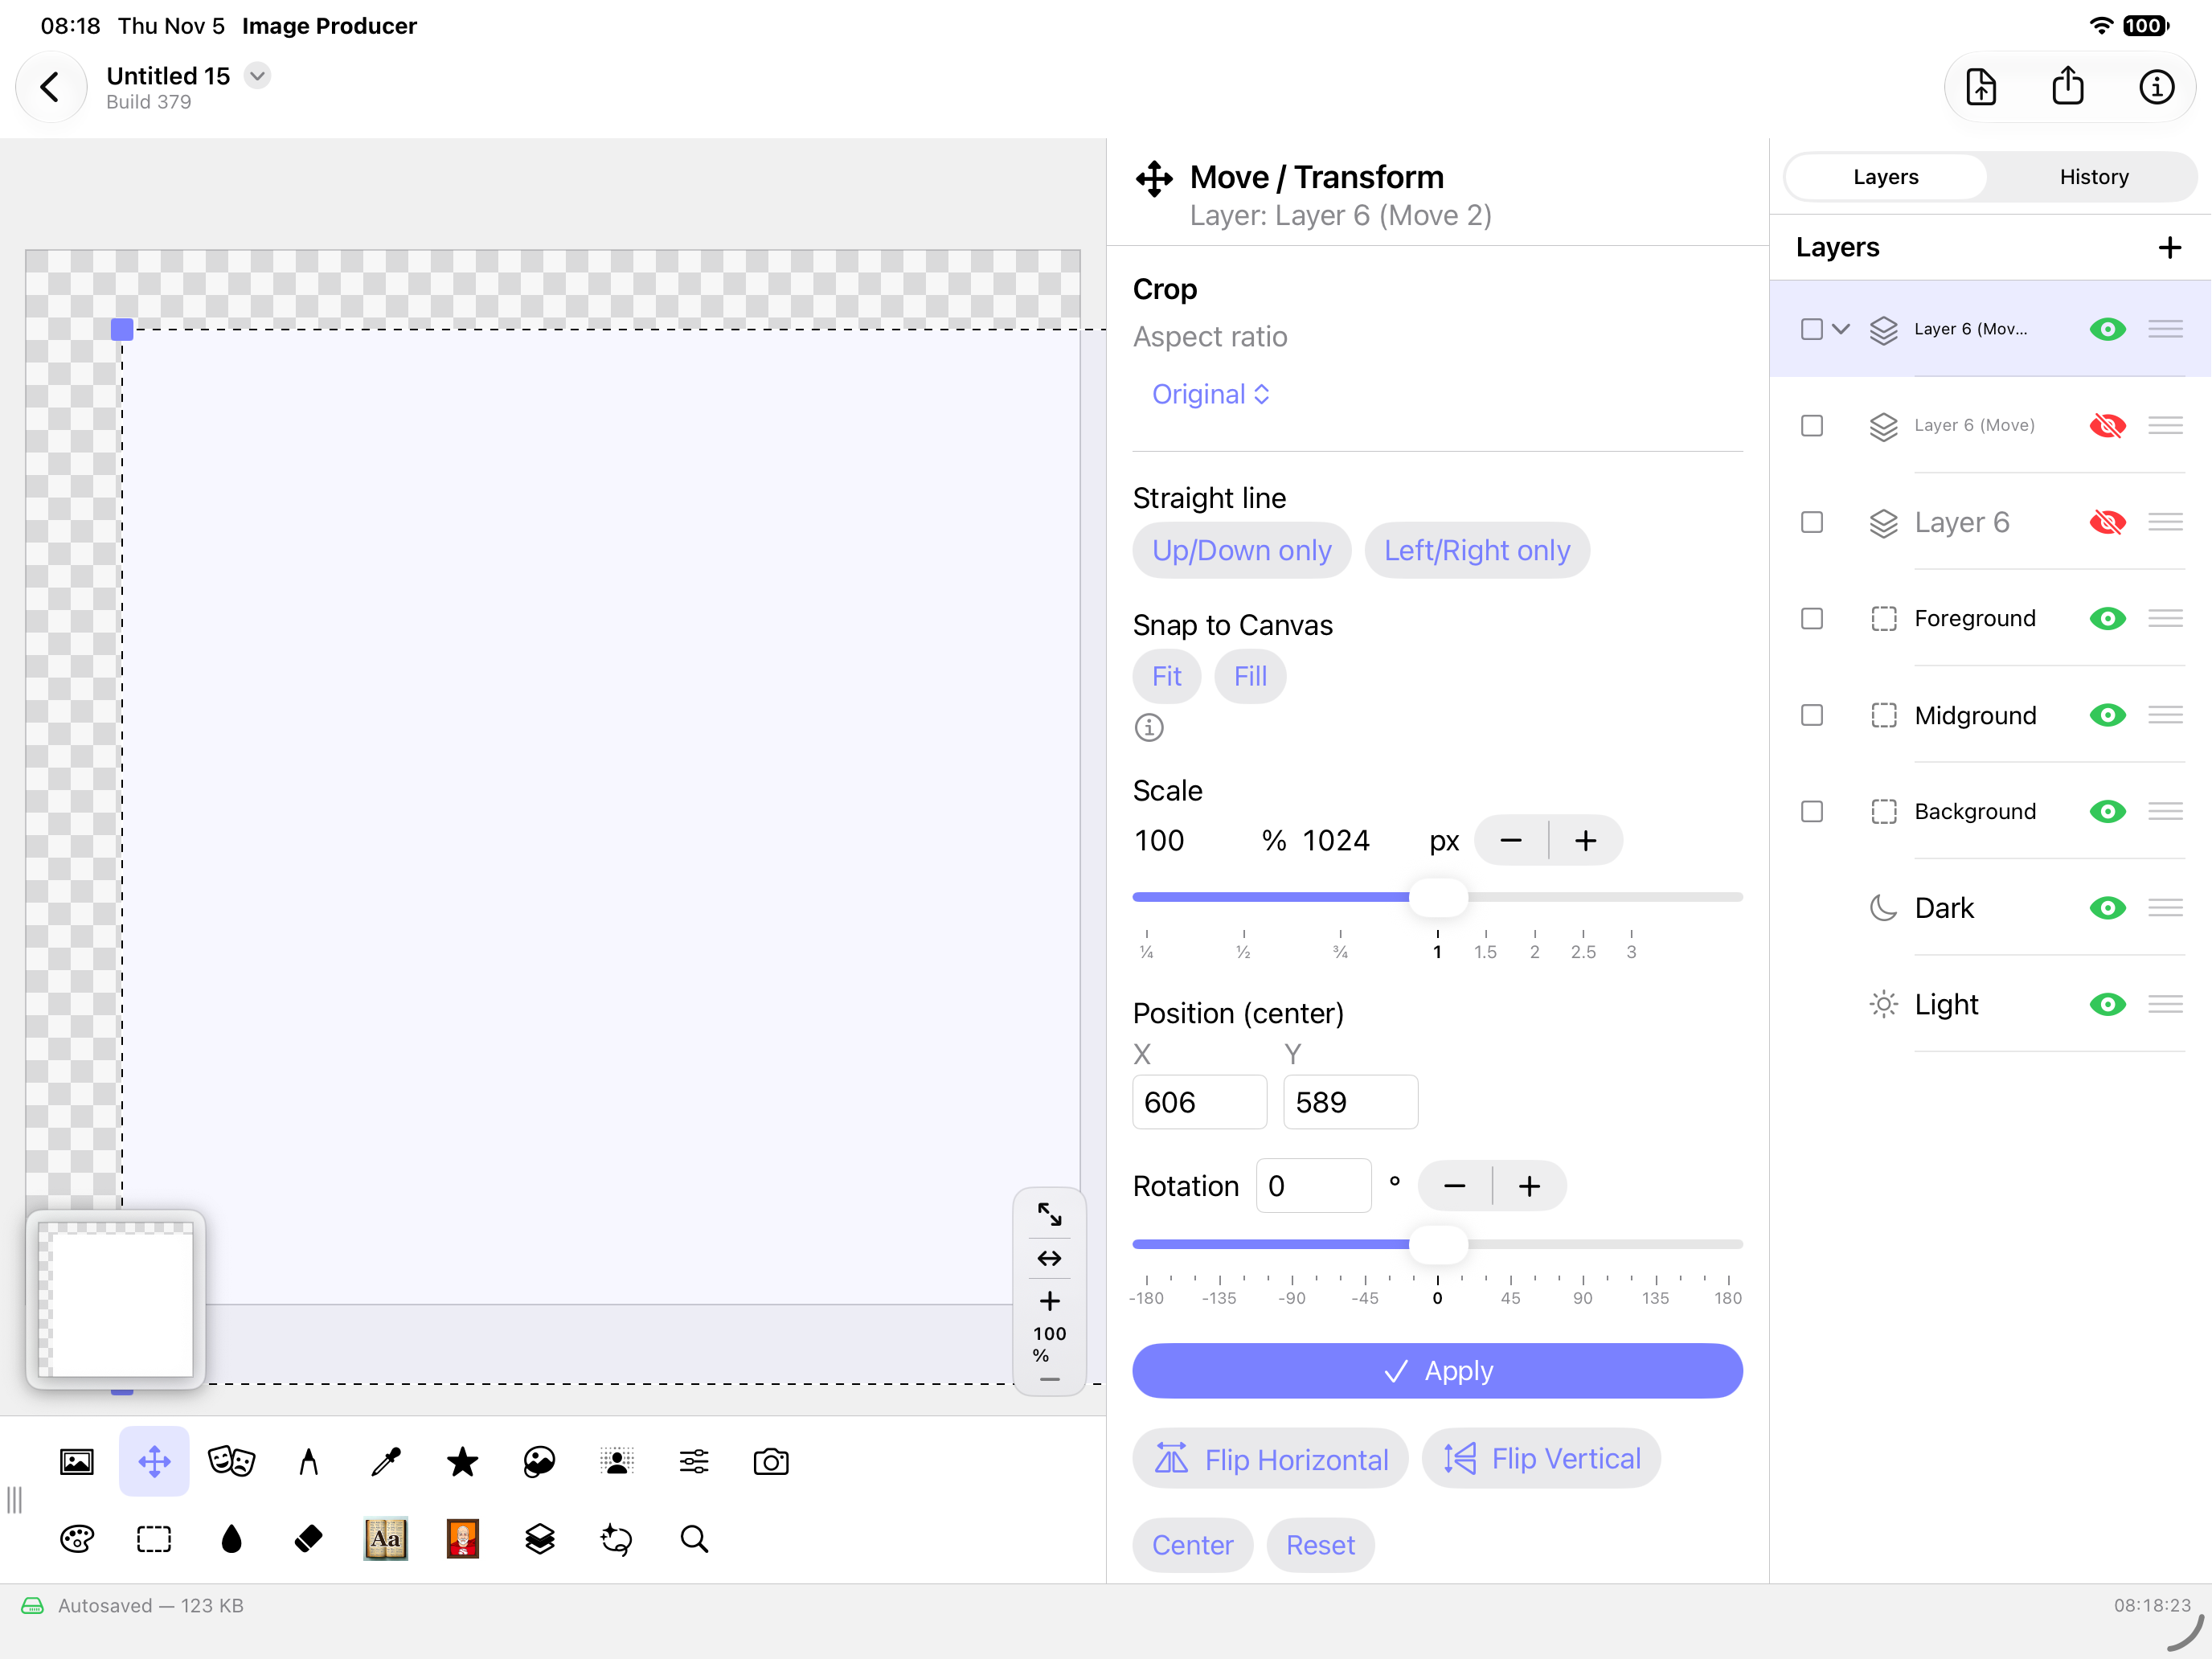 08:18 Thu Nov 5 Image Producer
100
Untitled 15
Build 379
Move / Transform
Layer: Layer 6 (Move 2)
Crop
Aspect ratio
Original
Straight line
Up/Down only Left/Right only
Snap to Canvas
Fit Fill
Scale
100 % 1024 px
¼ ½ ¾ 1 1.5 2 2.5 3
Position (center)
X Y
606 589
Rotation 0 °
-180 -135 -90 -45 0 45 90 135 180
Apply
Flip Horizontal Flip Vertical
Center Reset
Layers History
Layers
Layer 6 (Mov...
Layer 6 (Move)
Layer 6
Foreground
Midground
Background
Dark
Light
100
%
Aa
Autosaved — 123 KB
08:18:23